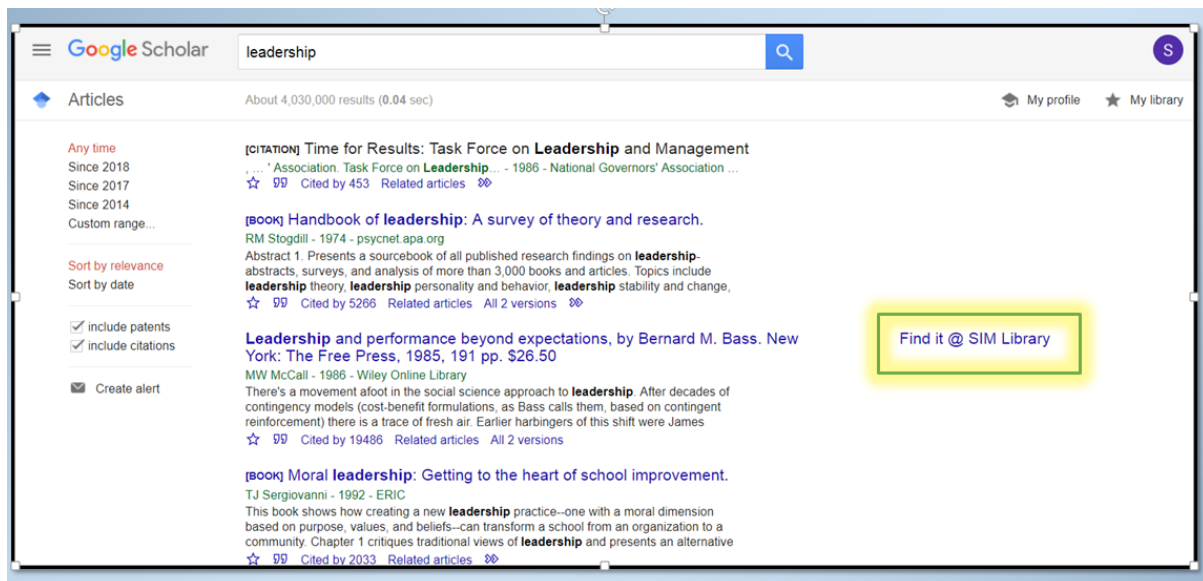 Google Scholar
leadership
S
Articles
About 4,030,000 results (0.04 sec)
My profile
My library
Any time
Since 2018
Since 2017
Since 2014
Custom range...
Sort by relevance
Sort by date
include patents
include citations
Create alert
[CITATION] Time for Results: Task Force on Leadership and Management
, ... ' Association. Task Force on Leadership... - 1986 - National Governors' Association ...
Cited by 453 Related articles
[BOOK] Handbook of leadership: A survey of theory and research.
RM Stogdill - 1974 - psycnet.apa.org
Abstract 1. Presents a sourcebook of all published research findings on leadership-
abstracts, surveys, and analysis of more than 3,000 books and articles. Topics include
leadership theory, leadership personality and behavior, leadership stability and change,
Cited by 5266 Related articles All 2 versions
Leadership and performance beyond expectations, by Bernard M. Bass. New
York: The Free Press, 1985, 191 pp. $26.50
MW McCall - 1986 - Wiley Online Library
There's a movement afoot in the social science approach to leadership. After decades of
contingency models (cost-benefit formulations, as Bass calls them, based on contingent
reinforcement) there is a trace of fresh air. Earlier harbingers of this shift were James
Cited by 19486 Related articles All 2 versions
Find it @ SIM Library
[BOOK] Moral leadership: Getting to the heart of school improvement.
TJ Sergiovanni - 1992 - ERIC
This book shows how creating a new leadership practice--one with a moral dimension
based on purpose, values, and beliefs--can transform a school from an organization to a
community. Chapter 1 critiques traditional views of leadership and presents an alternative
Cited by 2033 Related articles